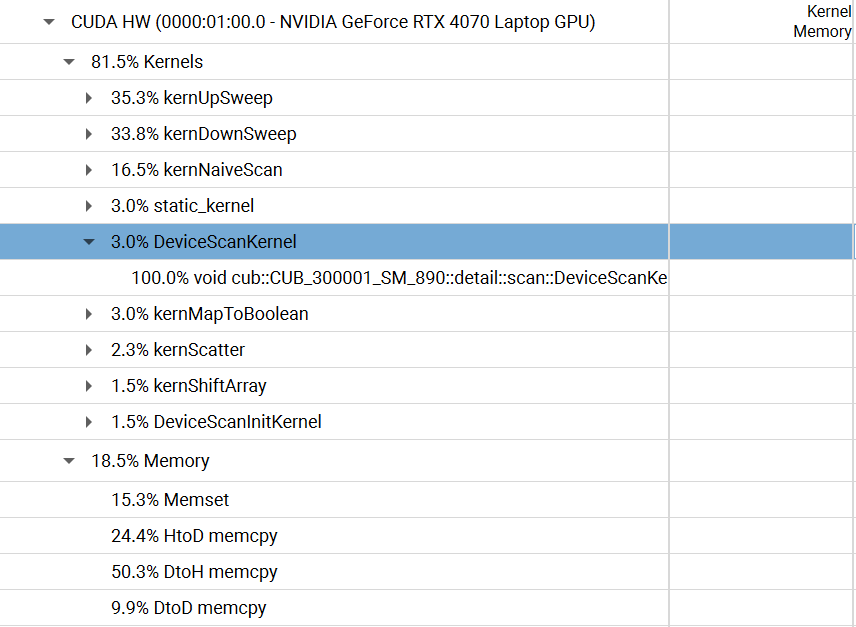 CUDA HW (0000:01:00.0 - NVIDIA GeForce RTX 4070 Laptop GPU)
Kernel
Memory
81.5% Kernels
35.3% kernUpSweep
33.8% kernDownSweep
16.5% kernNaiveScan
3.0% static_kernel
3.0% DeviceScanKernel
100.0% void cub::CUB_300001_SM_890::detail::scan::DeviceScanKe
3.0% kernMapToBoolean
2.3% kernScatter
1.5% kernShiftArray
1.5% DeviceScanInitKernel
18.5% Memory
15.3% Memset
24.4% HtoD memcpy
50.3% DtoH memcpy
9.9% DtoD memcpy